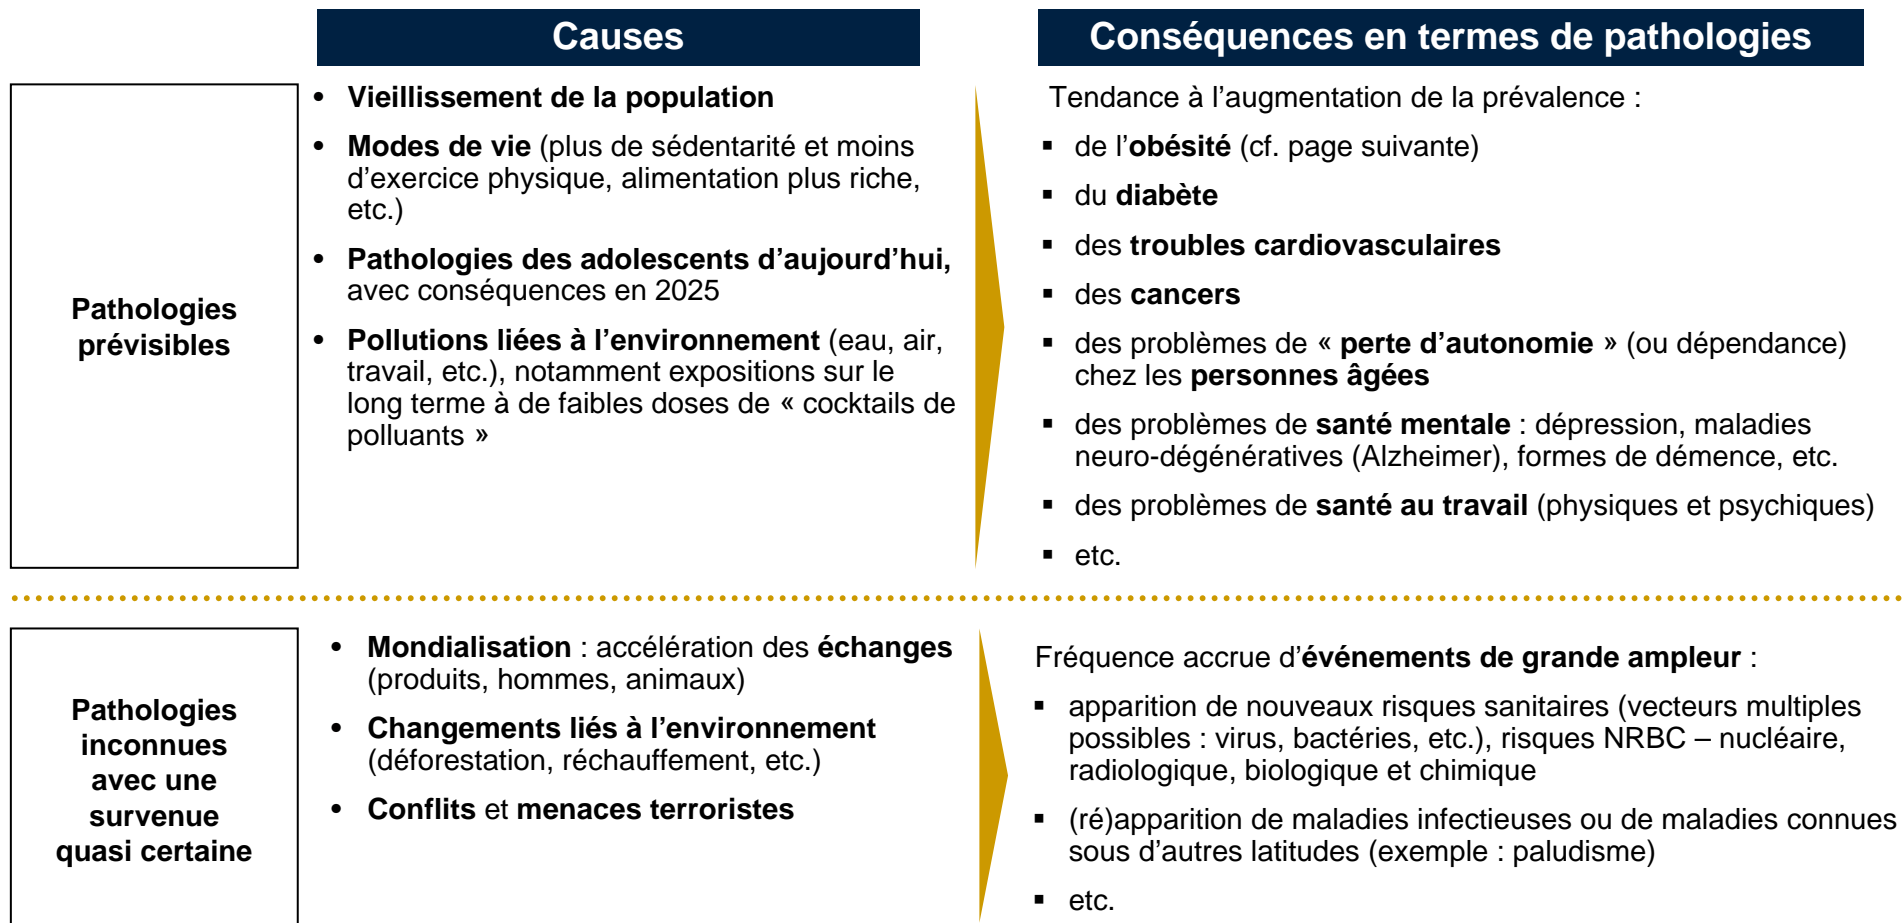 Causes
Conséquences en termes de pathologies
Pathologies
prévisibles
• Vieillissement de la population
• Modes de vie (plus de sédentarité et moins
d’exercice physique, alimentation plus riche,
etc.)
• Pathologies des adolescents d’aujourd’hui,
avec conséquences en 2025
• Pollutions liées à l’environnement (eau, air,
travail, etc.), notamment expositions sur le
long terme à de faibles doses de « cocktails de
polluants »
Tendance à l’augmentation de la prévalence :
▪ de l’obésité (cf. page suivante)
▪ du diabète
▪ des troubles cardiovasculaires
▪ des cancers
▪ des problèmes de « perte d’autonomie » (ou dépendance)
chez les personnes âgées
▪ des problèmes de santé mentale : dépression, maladies
neuro-dégénératives (Alzheimer), formes de démence, etc.
▪ des problèmes de santé au travail (physiques et psychiques)
▪ etc.
Pathologies
inconnues
avec une
survenue
quasi certaine
• Mondialisation : accélération des échanges
(produits, hommes, animaux)
• Changements liés à l’environnement
(déforestation, réchauffement, etc.)
• Conflits et menaces terroristes
Fréquence accrue d’événements de grande ampleur :
▪ apparition de nouveaux risques sanitaires (vecteurs multiples
possibles : virus, bactéries, etc.), risques NRBC – nucléaire,
radiologique, biologique et chimique
▪ (ré)apparition de maladies infectieuses ou de maladies connues
sous d’autres latitudes (exemple : paludisme)
▪ etc.